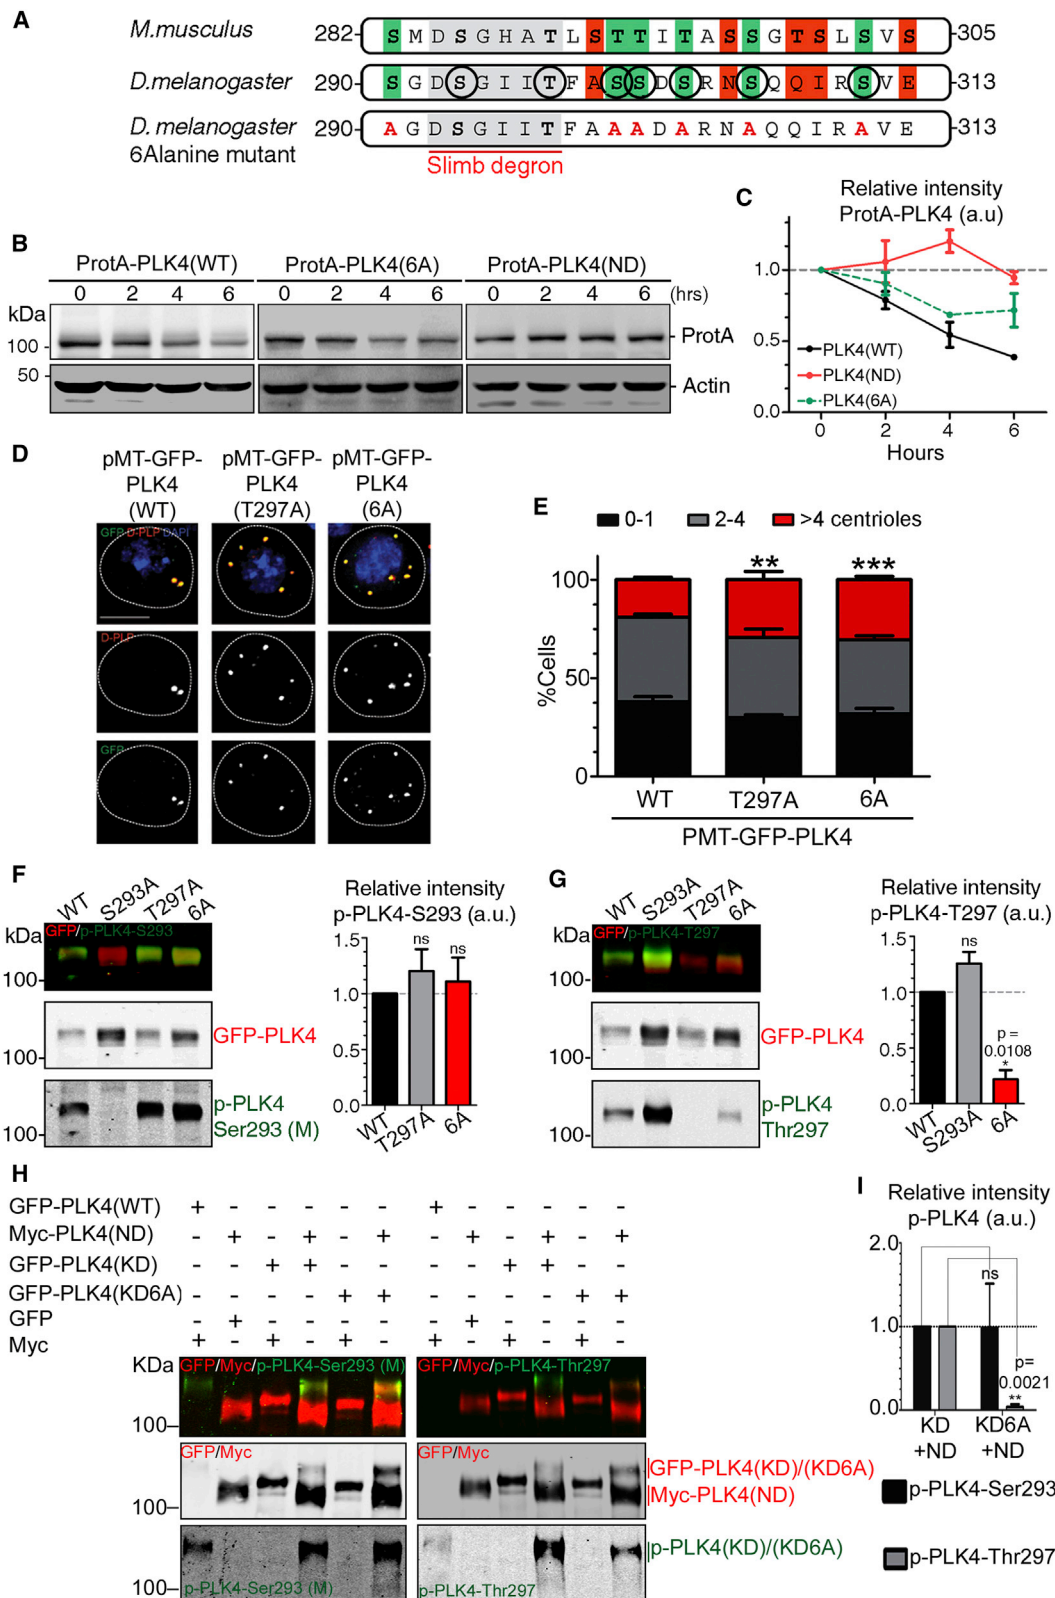 A
M.musculus 282- S M D S G H A T L S T T I T A S S G T S L S V S -305
D.melanogaster 290- S G D S G I I T F A S S D S R N S Q Q I R S V E -313
D. melanogaster 290- A G D S G I I T F A A A D A R N A Q Q I R A V E -313
6Alanine mutant
Slimb degron
B
ProtA-PLK4(WT) ProtA-PLK4(6A) ProtA-PLK4(ND)
0 2 4 6 0 2 4 6 0 2 4 6 (hrs)
kDa
100
ProtA
50
Actin
C
Relative intensity
ProtA-PLK4 (a.u)
1.0
0.5
0.0
PLK4(WT)
PLK4(ND)
PLK4(6A)
0 2 4 6
Hours
D
pMT-GFP-PLK4 (WT)
pMT-GFP-PLK4 (T297A)
pMT-GFP-PLK4 (6A)
GFP D-PLP DAPI
D-PLP
GFP
E
0-1 2-4 >4 centrioles
** ***
100
50
0
%Cells
WT T297A 6A
PMT-GFP-PLK4
F
WT S293A T297A 6A
kDa
GFP/p-PLK4-S293
100
GFP-PLK4
100
p-PLK4
Ser293 (M)
100
Relative intensity
p-PLK4-S293 (a.u.)
1.5
1.0
0.5
0.0
ns ns
WT T297A 6A
G
WT S293A T297A 6A
kDa
GFP/p-PLK4-T297
100
GFP-PLK4
100
p-PLK4
Thr297
100
Relative intensity
p-PLK4-T297 (a.u.)
1.5
1.0
0.5
0.0
ns
p =
0.0108
*
WT S293A 6A
H
GFP-PLK4(WT) + - - - - - + - - - - -
Myc-PLK4(ND) - + - + - + - + - + - +
GFP-PLK4(KD) - - + + - - - - + + - -
GFP-PLK4(KD6A) - - - - + + - - - - + +
GFP - + - - - - - + - - - -
Myc + - + - + - + - + - + -
KDa
GFP/Myc/p-PLK4-Ser293 (M) GFP/Myc/p-PLK4-Thr297
100
GFP/Myc GFP/Myc
GFP-PLK4(KD)/(KD6A)
Myc-PLK4(ND)
100
p-PLK4(KD)/(KD6A)
100
p-PLK4-Ser293 (M) p-PLK4-Thr297
I
Relative intensity
p-PLK4 (a.u.)
2.0
1.0
0.0
ns
p=
0.0021
**
KD KD6A
+ND +ND
p-PLK4-Ser293
p-PLK4-Thr297